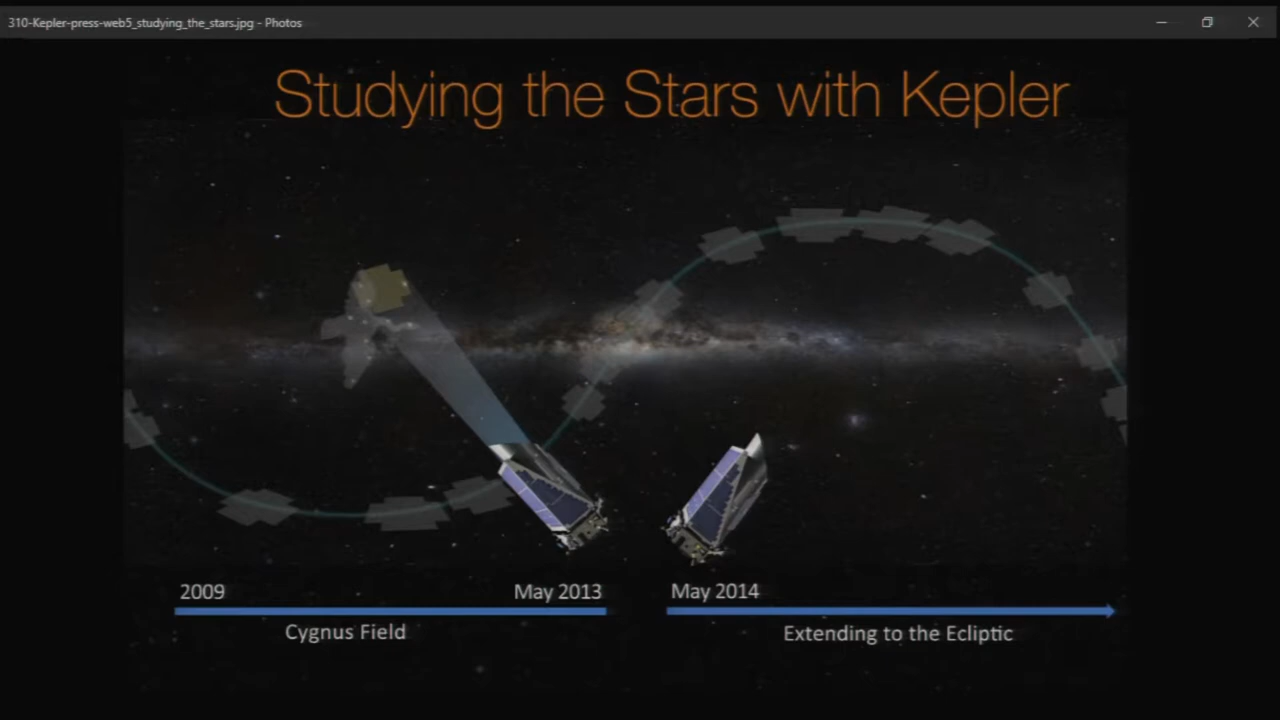 310-Kepler-press-web5_studying_the_stars.jpg - Photos
Studying the Stars with Kepler
2009
May 2013
May 2014
Cygnus Field
Extending to the Ecliptic